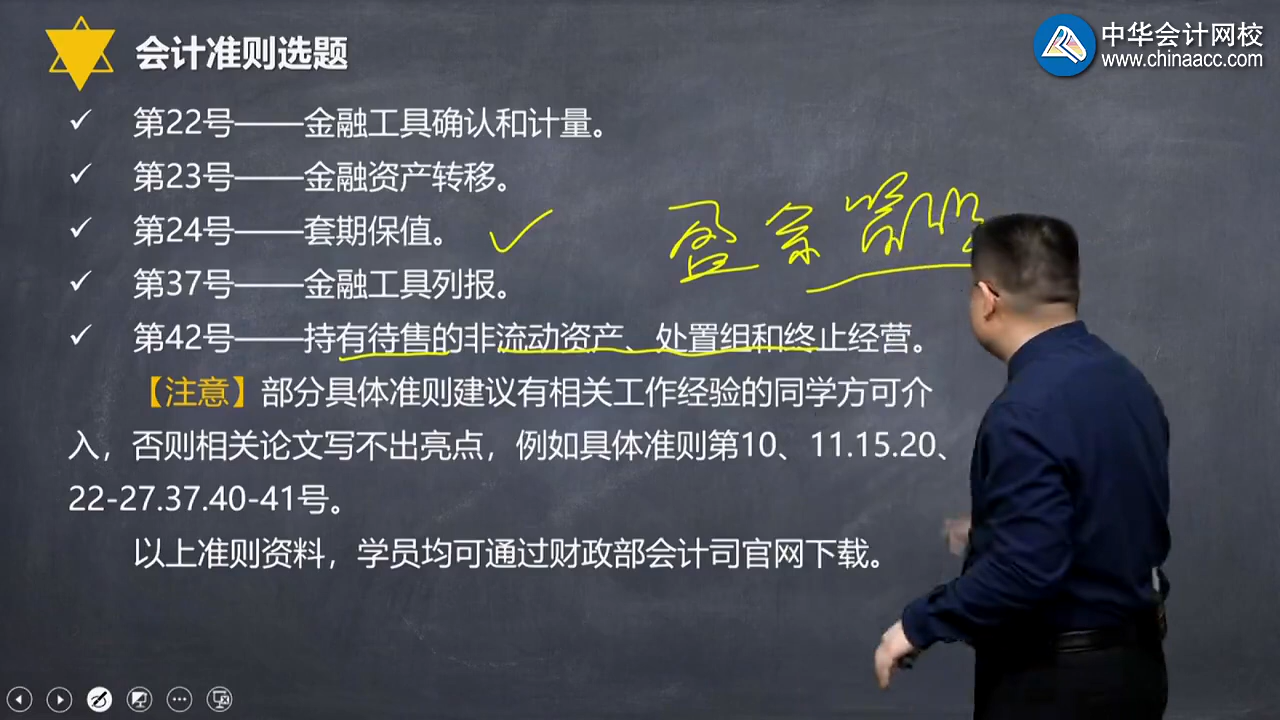 会计准则选题
中华会计网校
www.chinaacc.com
✓ 第22号——金融工具确认和计量。
✓ 第23号——金融资产转移。
✓ 第24号——套期保值。
✓ 第37号——金融工具列报。
✓ 第42号——持有待售的非流动资产、处置组和终止经营。
【注意】部分具体准则建议有相关工作经验的同学方可介
入，否则相关论文写不出亮点，例如具体准则第10、11.15.20、
22-27.37.40-41号。
以上准则资料，学员均可通过财政部会计司官网下载。